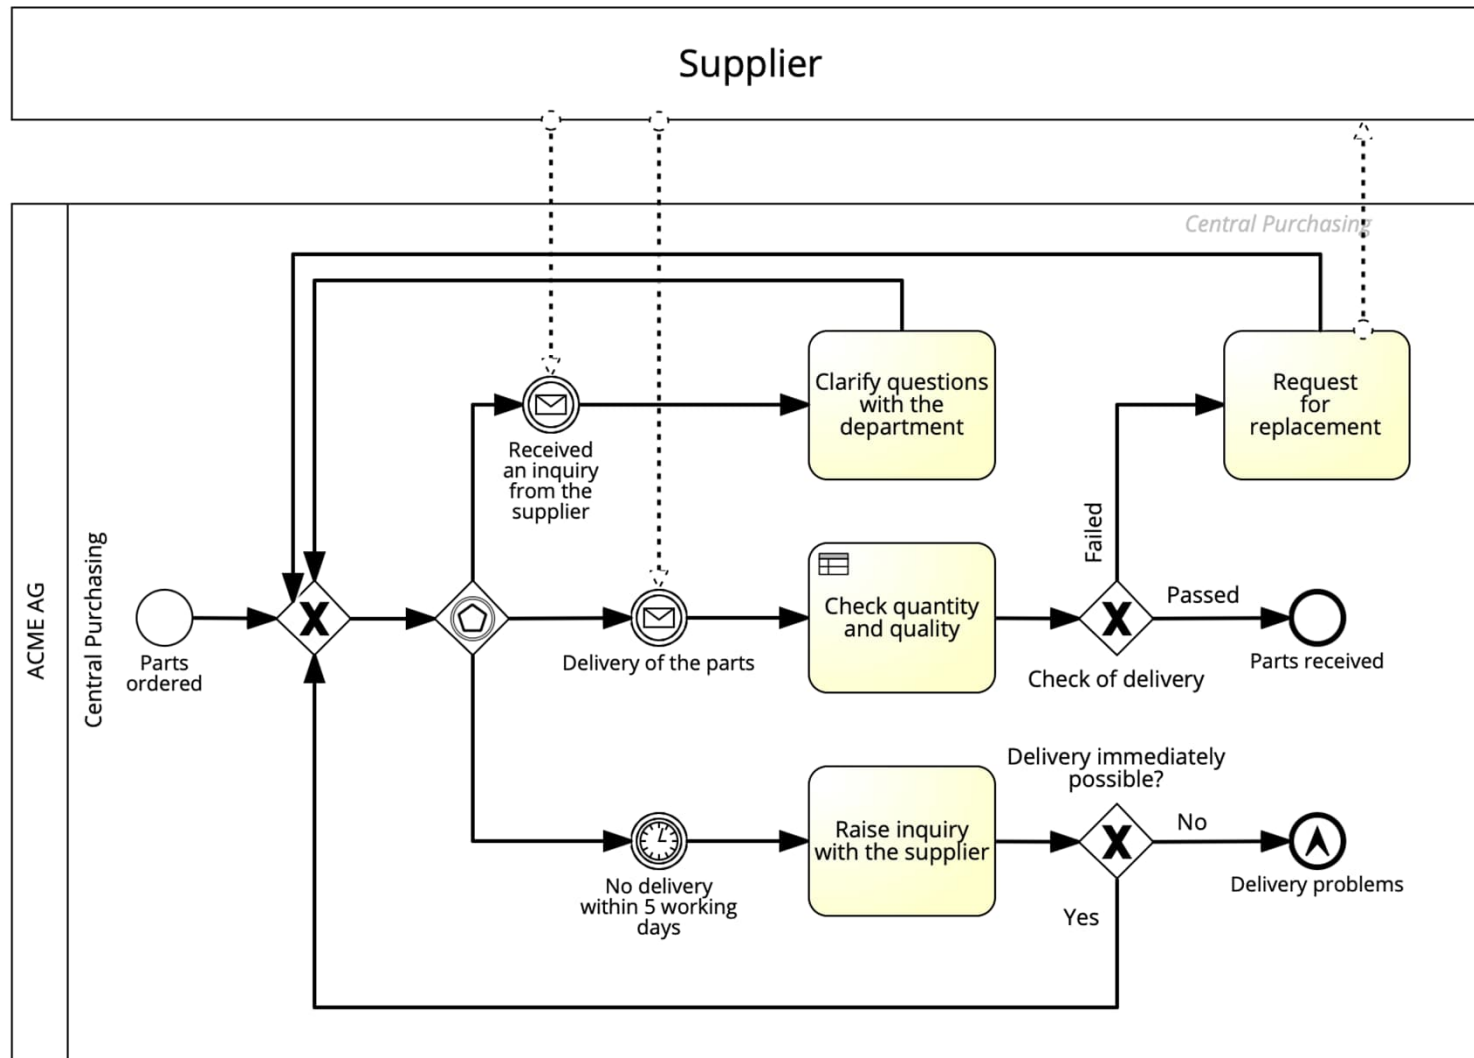 Supplier
Central Purchasing
ACME AG
Central Purchasing
Parts
ordered
Received
an inquiry
from the
supplier
Clarify questions
with the
department
Request
for
replacement
Failed
Delivery of the parts
Check quantity
and quality
Check of delivery
Passed
Parts received
No delivery
within 5 working
days
Raise inquiry
with the supplier
Delivery immediately
possible?
No
Yes
Delivery problems